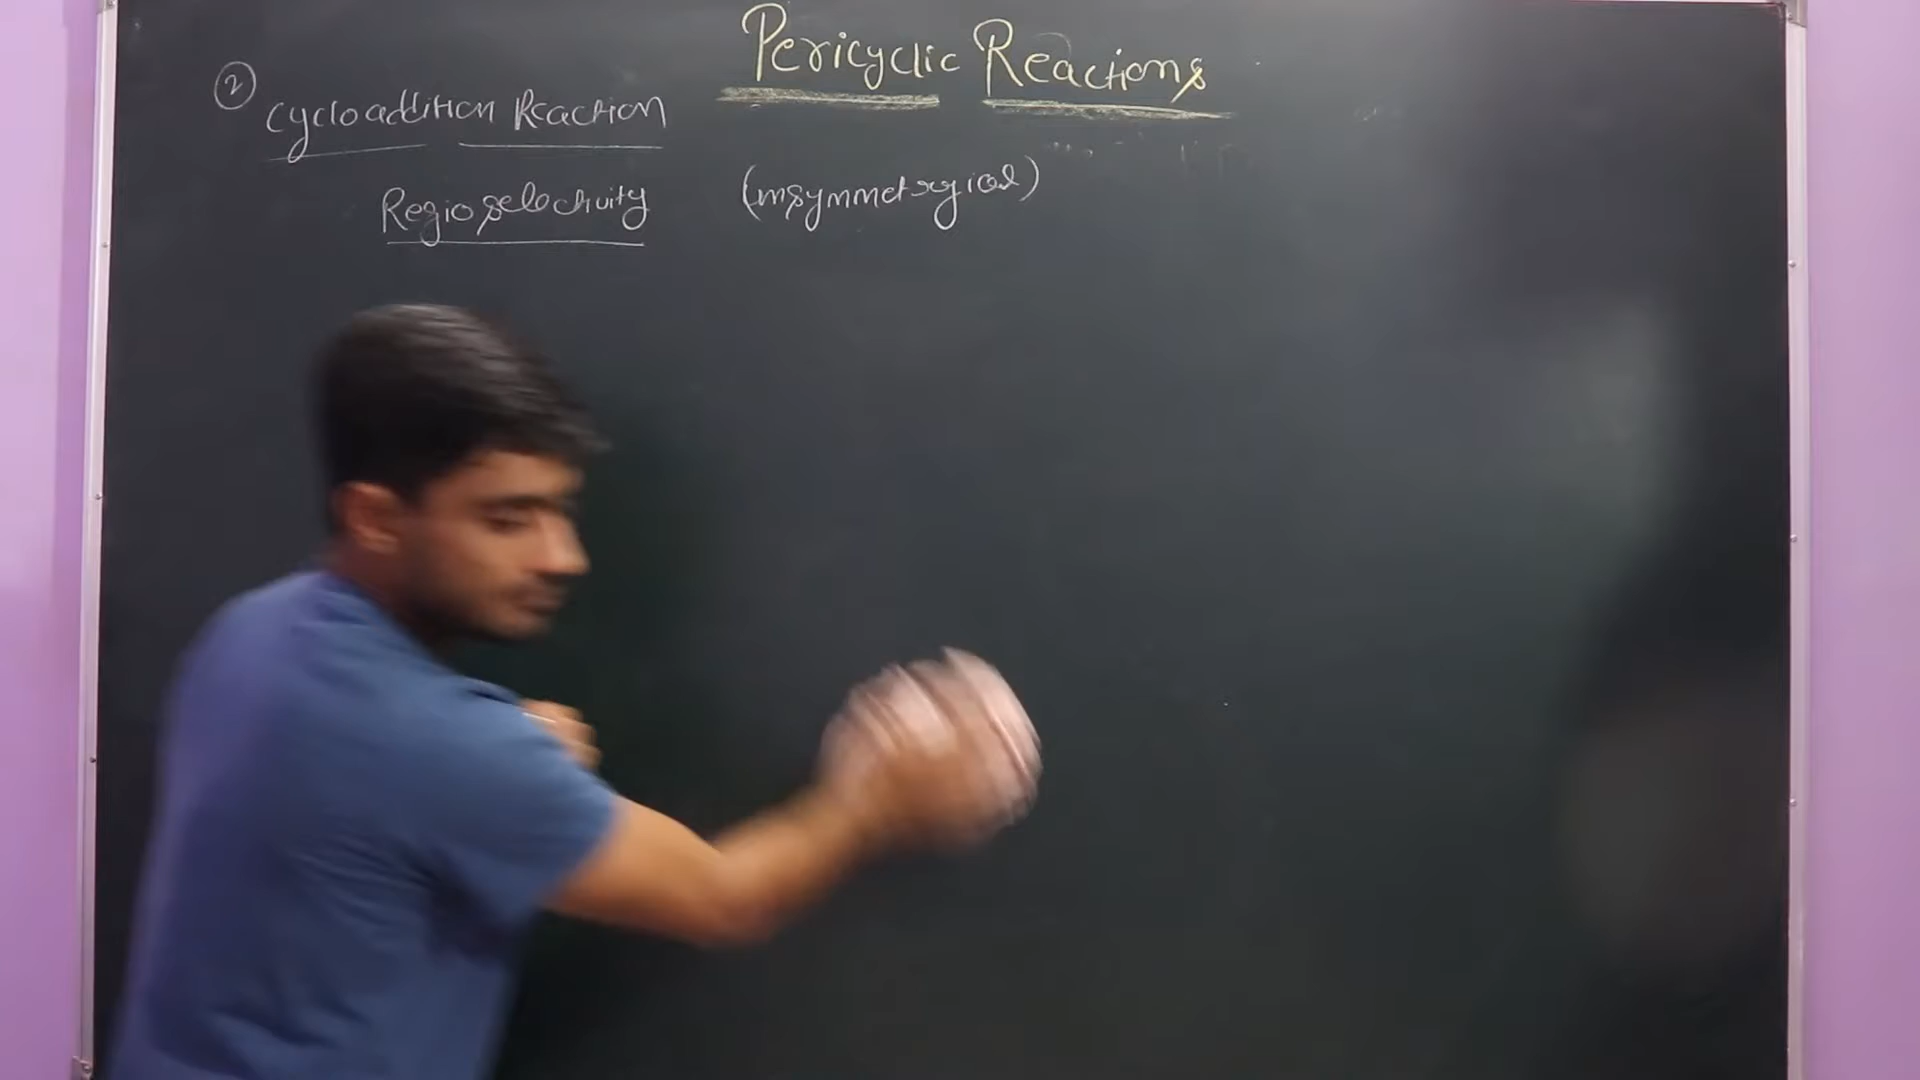 Pericyclic Reactions
② Cycloaddition Reaction
Regioselectivity (unsymmetrical)